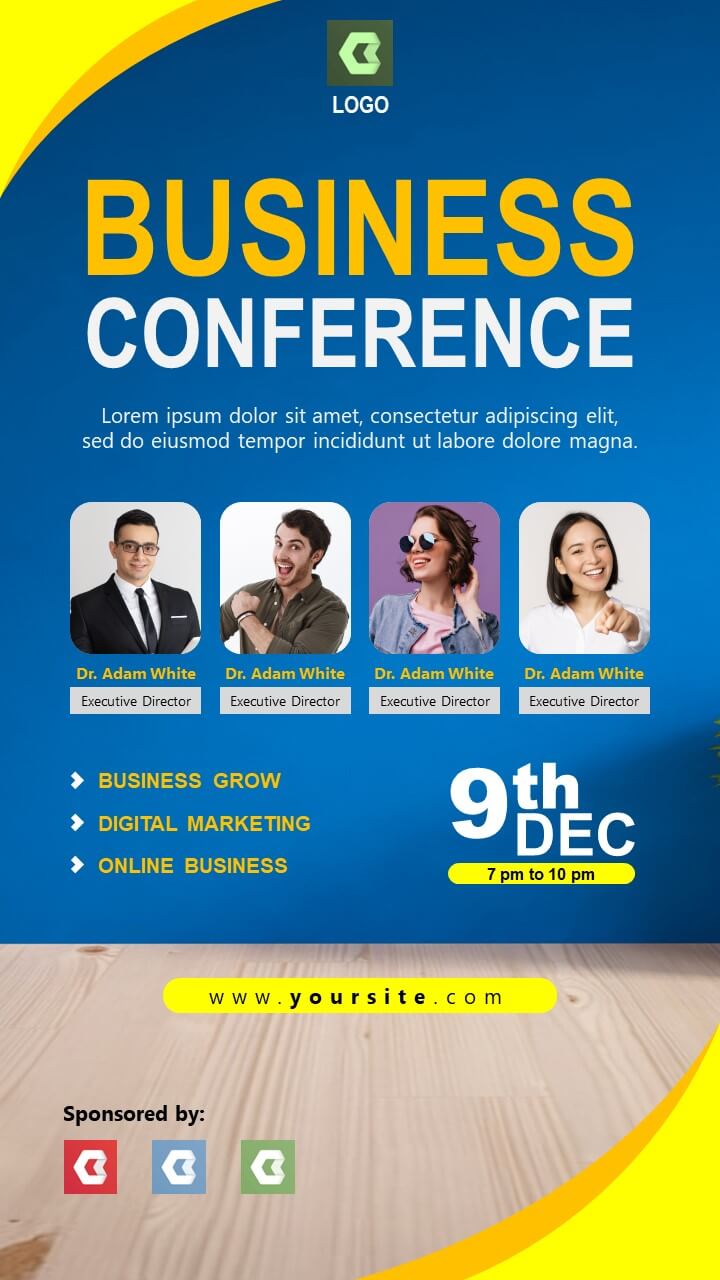 LOGO
BUSINESS
CONFERENCE
Lorem ipsum dolor sit amet, consectetur adipiscing elit,
sed do eiusmod tempor incididunt ut labore dolore magna.
Dr. Adam White
Executive Director
Dr. Adam White
Executive Director
Dr. Adam White
Executive Director
Dr. Adam White
Executive Director
BUSINESS GROW
DIGITAL MARKETING
ONLINE BUSINESS
9th
DEC
7 pm to 10 pm
www.yoursite.com
Sponsored by: